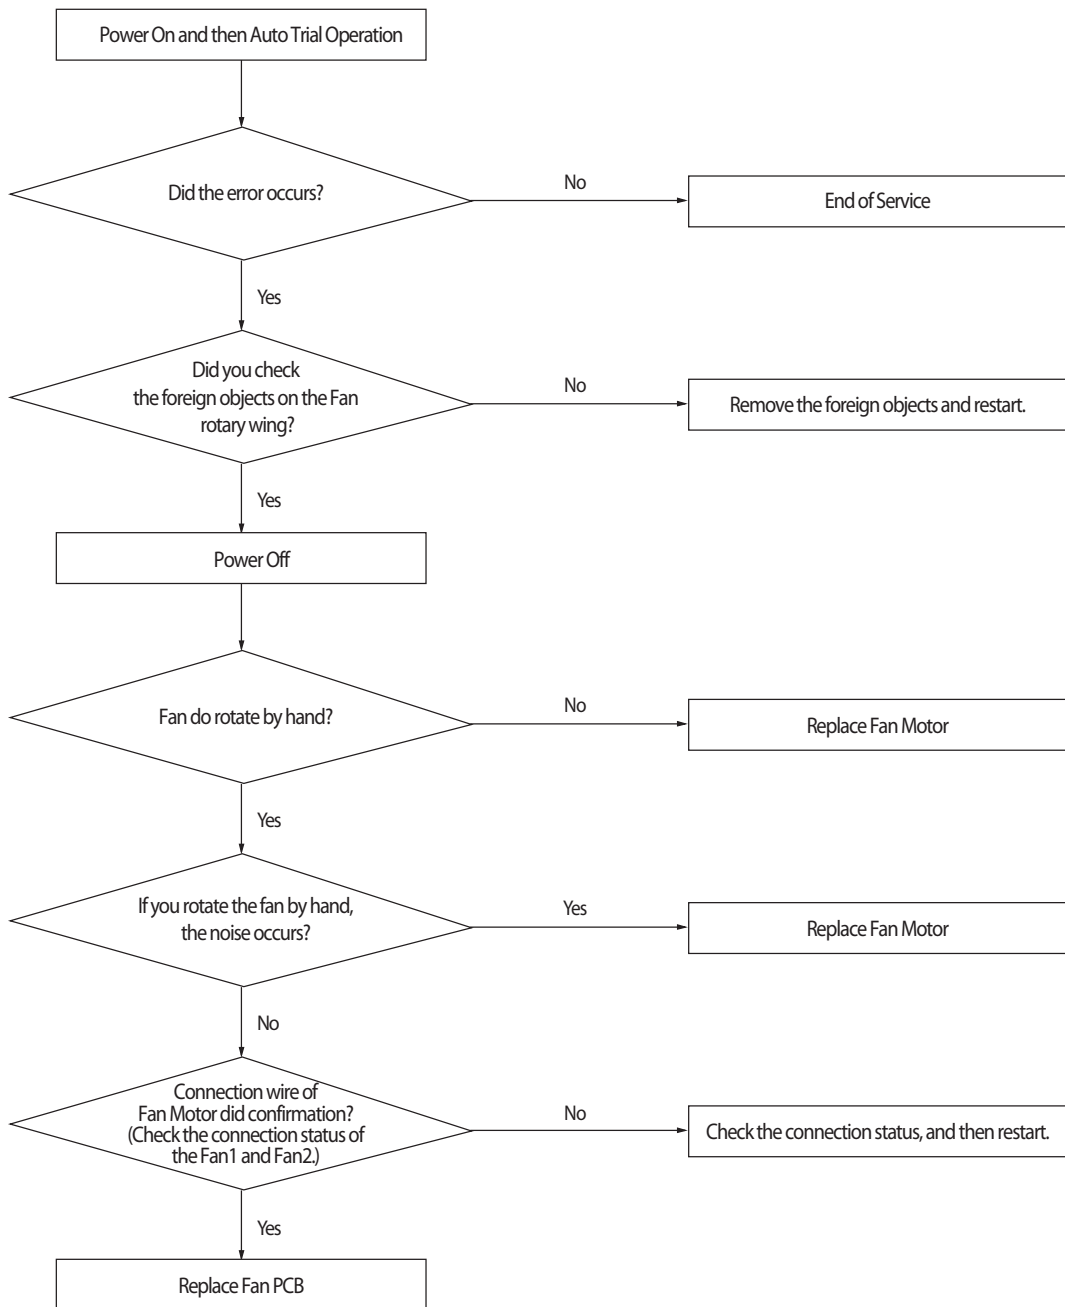 Power On and then Auto Trial Operation
Did the error occurs?
No
End of Service
Yes
Did you check
the foreign objects on the Fan
rotary wing?
No
Remove the foreign objects and restart.
Yes
Power Off
Fan do rotate by hand?
No
Replace Fan Motor
Yes
If you rotate the fan by hand,
the noise occurs?
Yes
Replace Fan Motor
No
Connection wire of
Fan Motor did confirmation?
(Check the connection status of
the Fan1 and Fan2.)
No
Check the connection status, and then restart.
Yes
Replace Fan PCB